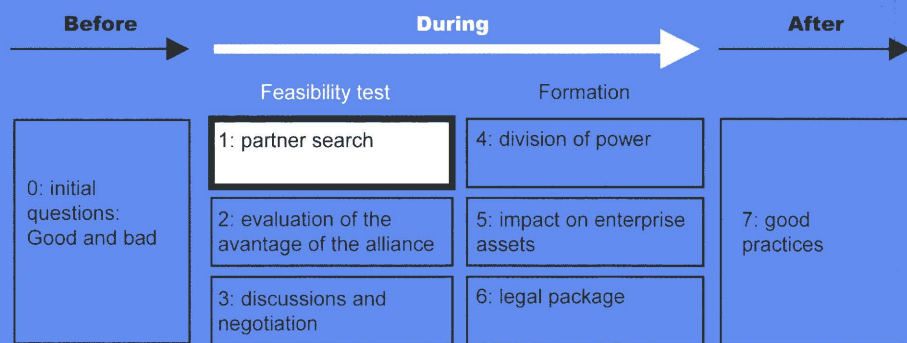 Before
During
After
Feasibility test
Formation
0: initial
questions:
Good and bad
1: partner search
2: evaluation of the
avantage of the alliance
3: discussions and
negotiation
4: division of power
5: impact on enterprise
assets
6: legal package
7: good
practices